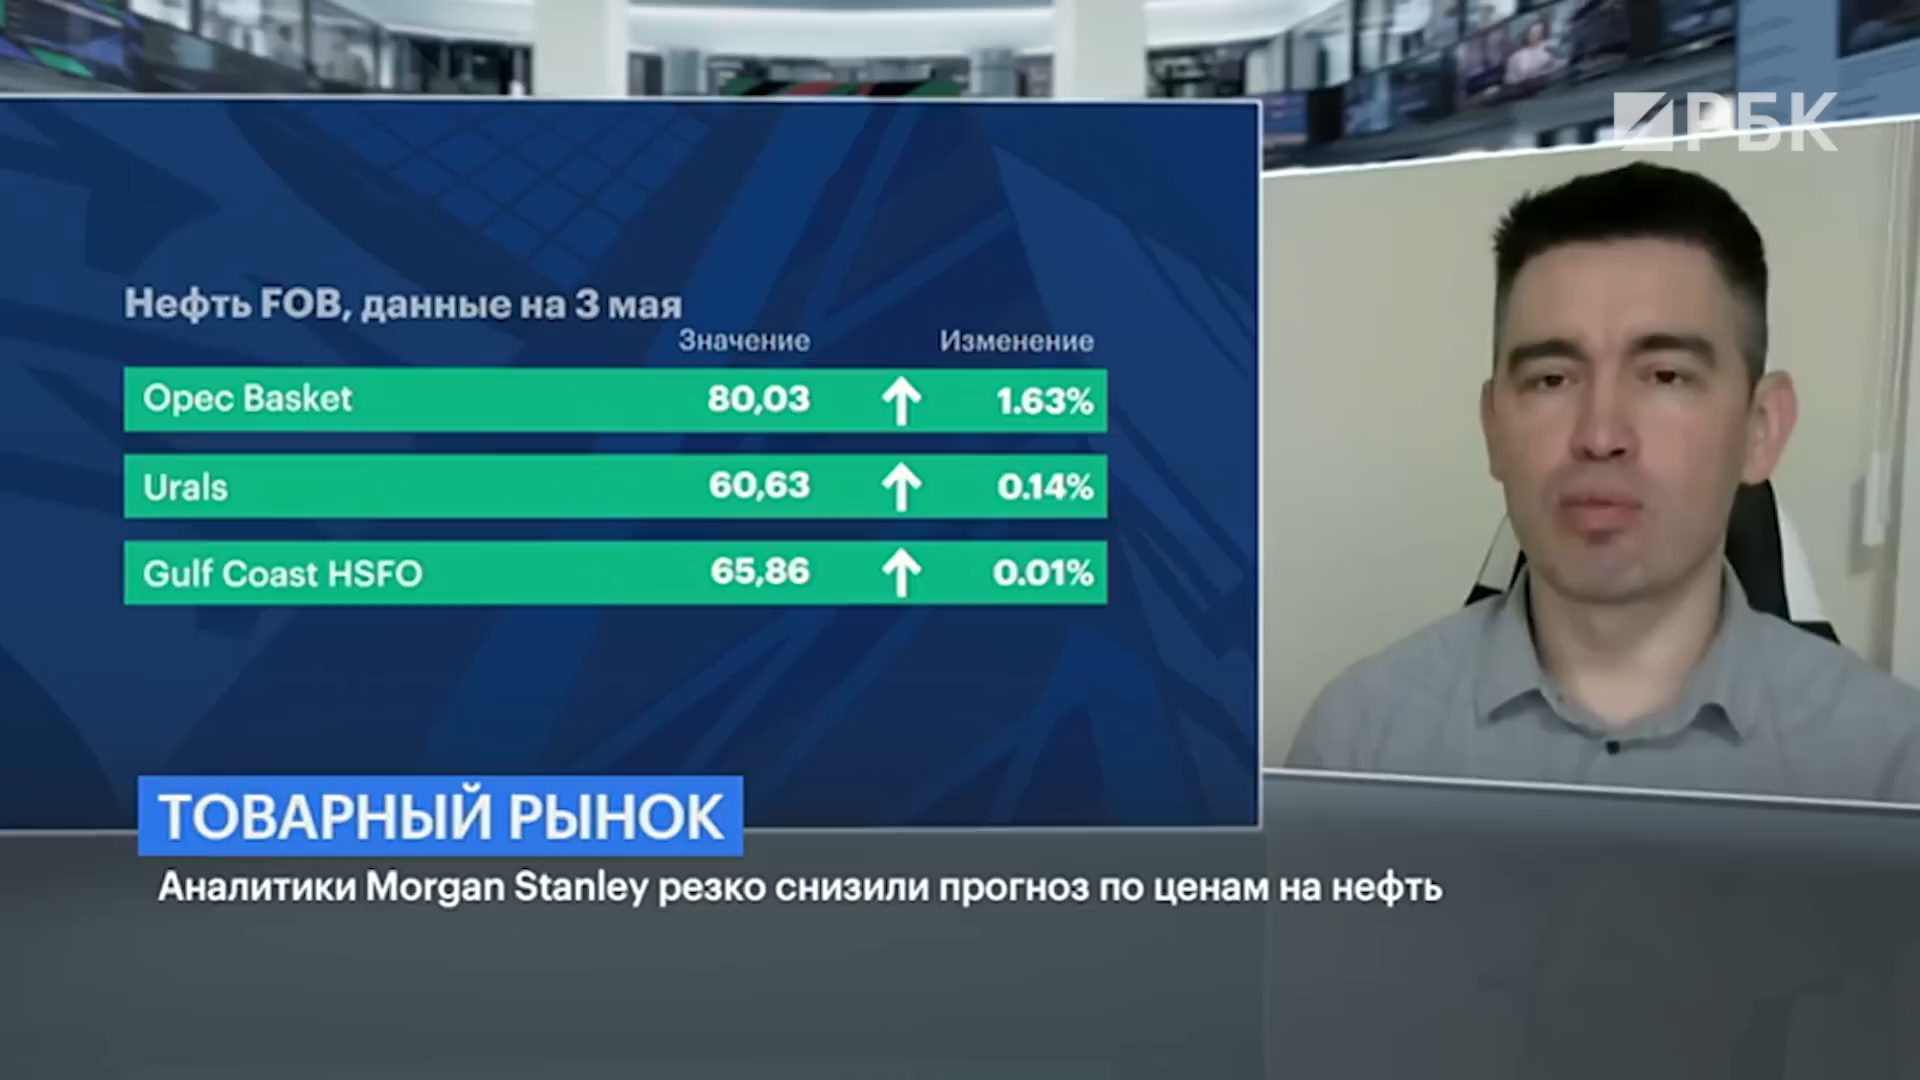 РБК
Нефть FOB, данные на 3 мая
Значение Изменение
Opec Basket 80,03 1.63%
Urals 60,63 0.14%
Gulf Coast HSFO 65,86 0.01%
ТОВАРНЫЙ РЫНОК
Аналитики Morgan Stanley резко снизили прогноз по ценам на нефть